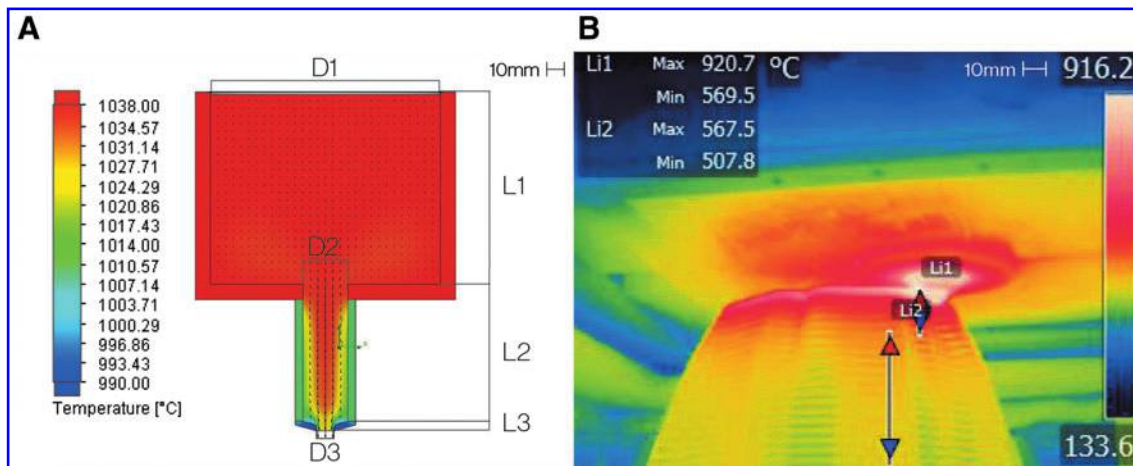 A
D1
10mm
1038.00
1034.57
1031.14
1027.71
1024.29
1020.86
1017.43
1014.00
1010.57
1007.14
1003.71
1000.29
996.86
993.43
990.00
Temperature [°C]
D2
L1
L2
L3
D3
B
Li1 Max 920.7 °C
Min 569.5
Li2 Max 567.5
Min 507.8
10mm 916.2
Li1
Li2
133.6